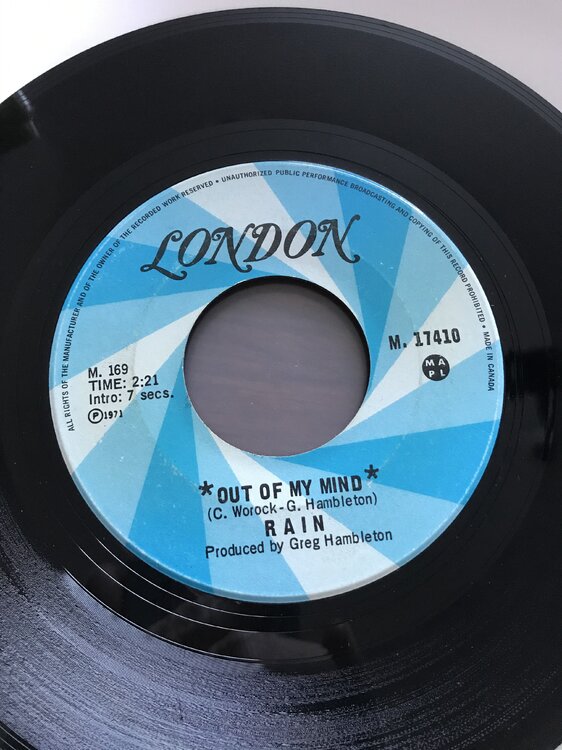 ALL RIGHTS OF THE MANUFACTURER AND OF THE OWNER OF THE RECORDED WORK RESERVED • UNAUTHORIZED PUBLIC PERFORMANCE BROADCASTING AND COPYING OF THIS RECORD PROHIBITED • MADE IN CANADA
LONDON
M. 17410
MA
PL
M. 169
TIME: 2:21
Intro: 7 secs.
Ⓟ1971
*OUT OF MY MIND*
(C. Worock-G. Hambleton)
RAIN
Produced by Greg Hambleton